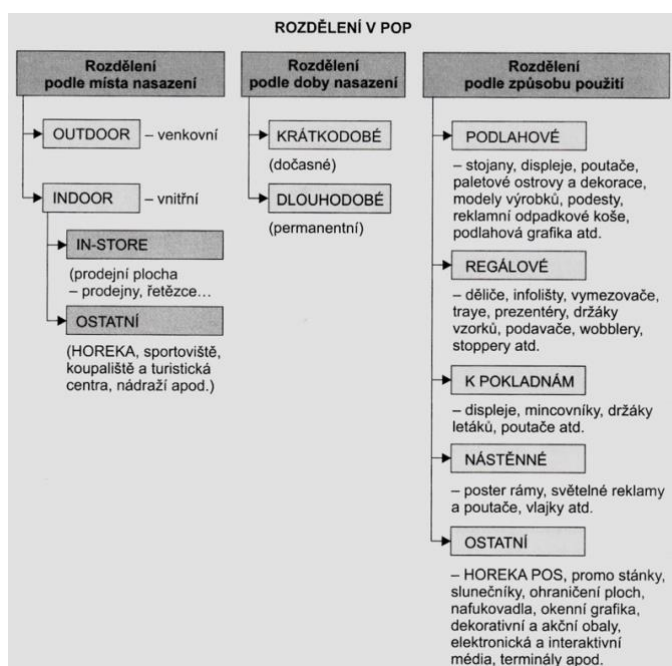 ROZDĚLENÍ V POP
Rozdělení
podle místa nasazení
OUTDOOR – venkovní
INDOOR – vnitřní
IN-STORE
(prodejní plocha
– prodejny, řetězce…
OSTATNÍ
(HOREKA, sportoviště,
koupaliště a turistická
centra, nádraží apod.)
Rozdělení
podle doby nasazení
KRÁTKODOBÉ
(dočasné)
DLOUHODOBÉ
(permanentní)
Rozdělení
podle způsobu použití
PODLAHOVÉ
– stojany, displeje, poutače,
paletové ostrovy a dekorace,
modely výrobků, podesty,
reklamní odpadkové koše,
podlahová grafika atd.
REGÁLOVÉ
– děliče, infolišty, vymezovače,
traye, prezentéry, držáky
vzorků, podavače, wobblery,
stoppery atd.
K POKLADNÁM
– displeje, mincovníky, držáky
letáků, poutače atd.
NÁSTĚNNÉ
– poster rámy, světelné reklamy
a poutače, vlajky atd.
OSTATNÍ
– HOREKA POS, promo stánky,
slunečníky, ohraničení ploch,
nafukovadla, okenní grafika,
dekorativní a akční obaly,
elektronická a interaktivní
média, terminály apod.